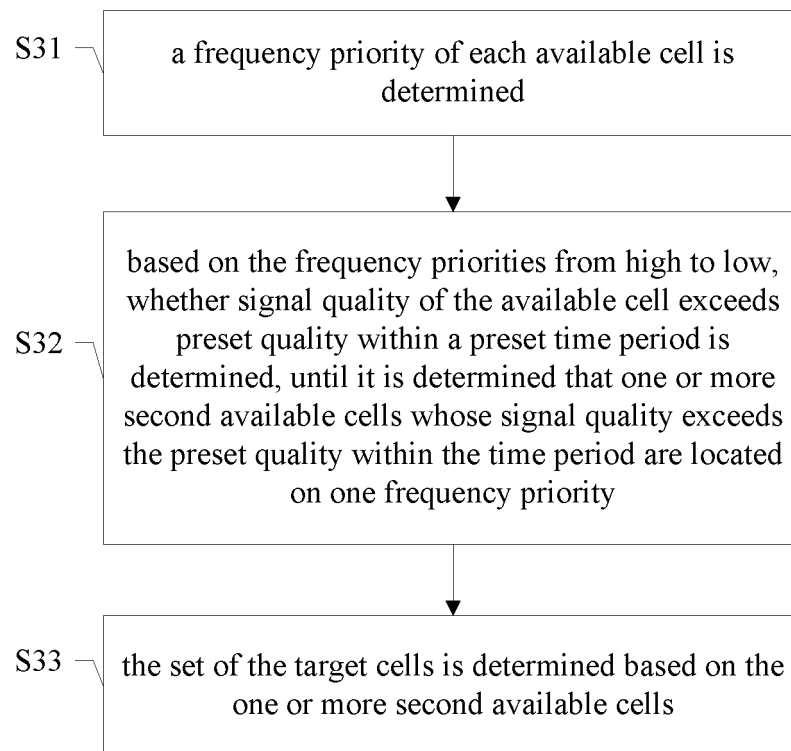 S31
a frequency priority of each available cell is
determined
S32
based on the frequency priorities from high to low,
whether signal quality of the available cell exceeds
preset quality within a preset time period is
determined, until it is determined that one or more
second available cells whose signal quality exceeds
the preset quality within the time period are located
on one frequency priority
S33
the set of the target cells is determined based on the
one or more second available cells